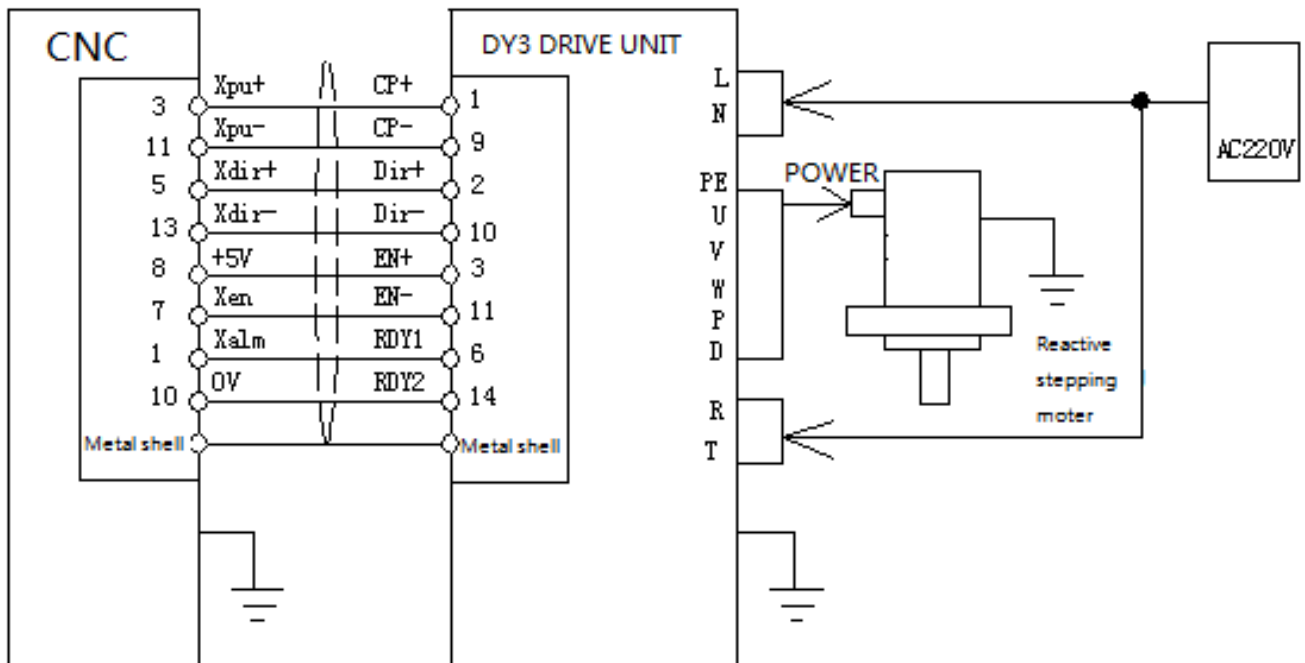 CNC
DY3 DRIVE UNIT
3 Xpu+ CP+ 1
11 Xpu- CP- 9
5 Xdir+ Dir+ 2
13 Xdir- Dir- 10
8 +5V EN+ 3
7 Xen EN- 11
1 Xalm RDY1 6
10 0V RDY2 14
Metal shell Metal shell
L
N
PE
U
V
W
P
D
R
T
POWER
AC220V
Reactive
stepping
moter